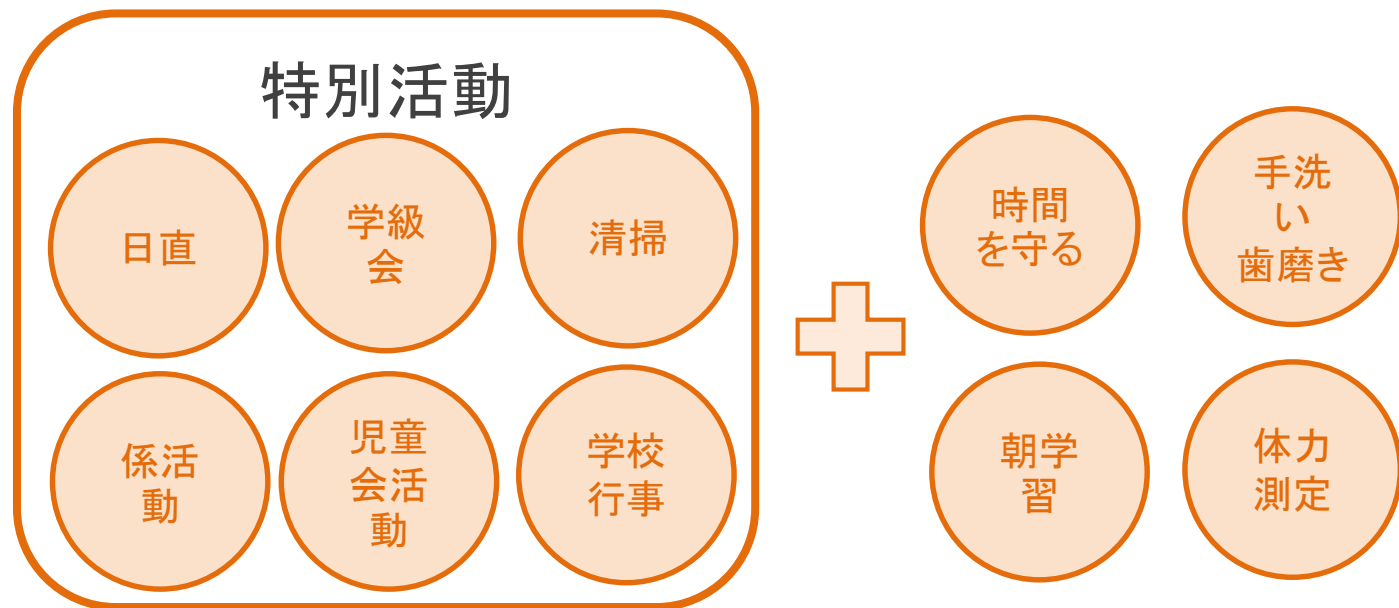 特別活動
日直
学級
会
清掃
係活
動
児童
会活
動
学校
行事
時間
を守る
手洗
い
歯磨き
朝学
習
体力
測定